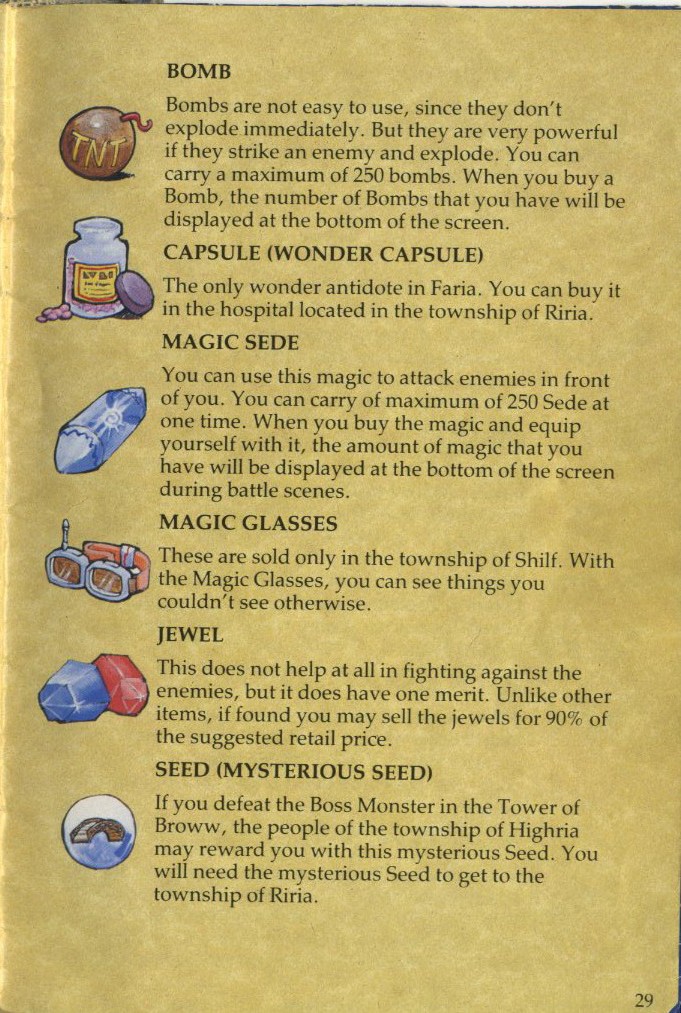 BOMB
TNT
Bombs are not easy to use, since they don't
explode immediately. But they are very powerful
if they strike an enemy and explode. You can
carry a maximum of 250 bombs. When you buy a
Bomb, the number of Bombs that you have will be
displayed at the bottom of the screen.
CAPSULE (WONDER CAPSULE)
The only wonder antidote in Faria. You can buy it
in the hospital located in the township of Riria.
MAGIC SEDE
You can use this magic to attack enemies in front
of you. You can carry of maximum of 250 Sede at
one time. When you buy the magic and equip
yourself with it, the amount of magic that you
have will be displayed at the bottom of the screen
during battle scenes.
MAGIC GLASSES
These are sold only in the township of Shilf. With
the Magic Glasses, you can see things you
couldn't see otherwise.
JEWEL
This does not help at all in fighting against the
enemies, but it does have one merit. Unlike other
items, if found you may sell the jewels for 90% of
the suggested retail price.
SEED (MYSTERIOUS SEED)
If you defeat the Boss Monster in the Tower of
Broww, the people of the township of Highria
may reward you with this mysterious Seed. You
will need the mysterious Seed to get to the
township of Riria.
29